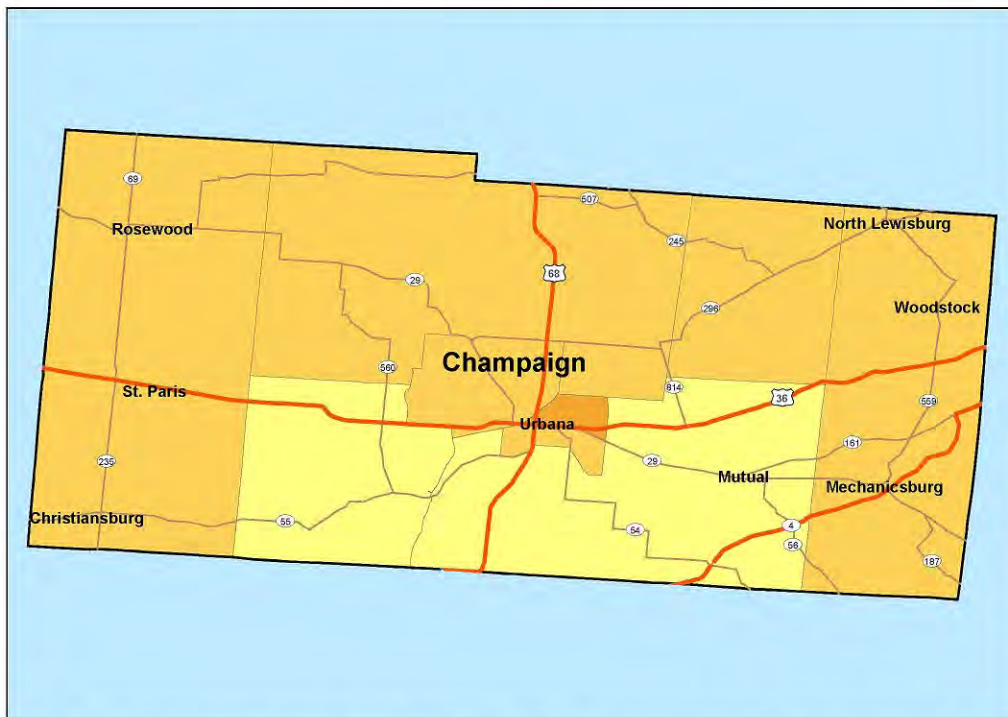 69
507
North Lewisburg
Rosewood
245
68
29
296
Woodstock
Champaign
560
St. Paris
814
36
559
Urbana
161
235
29
Mutual
Mechanicsburg
Christiansburg
55
54
4
56
187